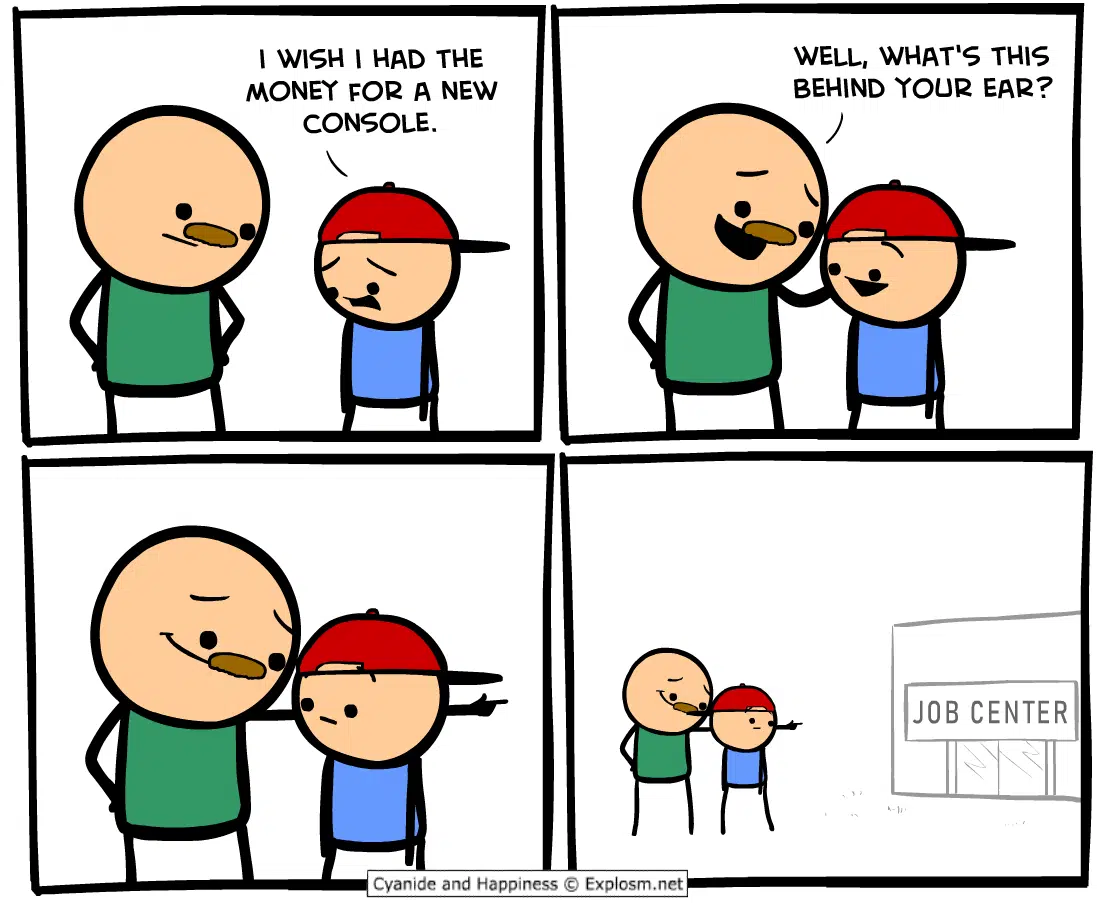 I WISH I HAD THE
MONEY FOR A NEW
CONSOLE.
WELL, WHAT'S THIS
BEHIND YOUR EAR?
JOB CENTER
Cyanide and Happiness © Explosm.net